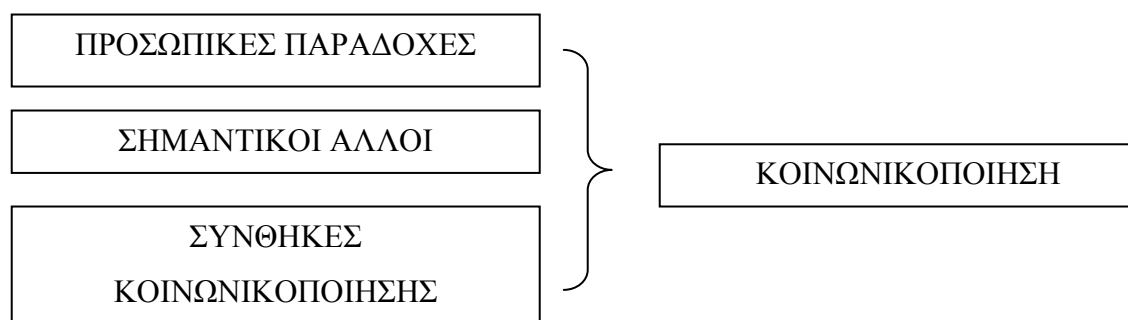 ΠΡΟΣΩΠΙΚΕΣ ΠΑΡΑΔΟΧΕΣ
ΣΗΜΑΝΤΙΚΟΙ ΑΛΛΟΙ
ΣΥΝΘΗΚΕΣ
ΚΟΙΝΩΝΙΚΟΠΟΙΗΣΗΣ
ΚΟΙΝΩΝΙΚΟΠΟΙΗΣΗ